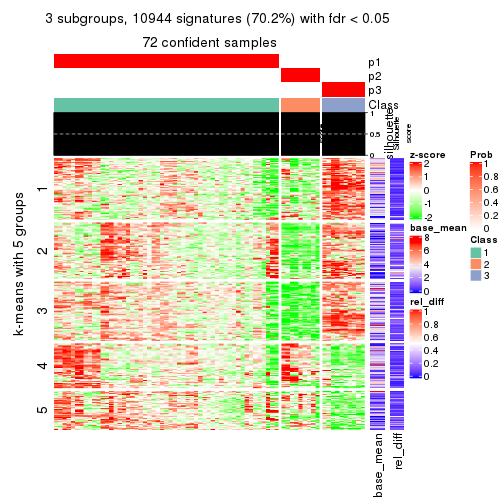 3 subgroups, 10944 signatures (70.2%) with fdr < 0.05
72 confident samples
p1
p2
p3
Class
1
0.5
0
silhouette
Silhouette
score
k-means with 5 groups
1
2
3
4
5
base_mean
rel_diff
z-score
2
1
0
-1
-2
base_mean
8
6
4
2
0
rel_diff
1
0.8
0.6
0.4
0.2
0
Prob
1
0.8
0.6
0.4
0.2
0
Class
1
2
3